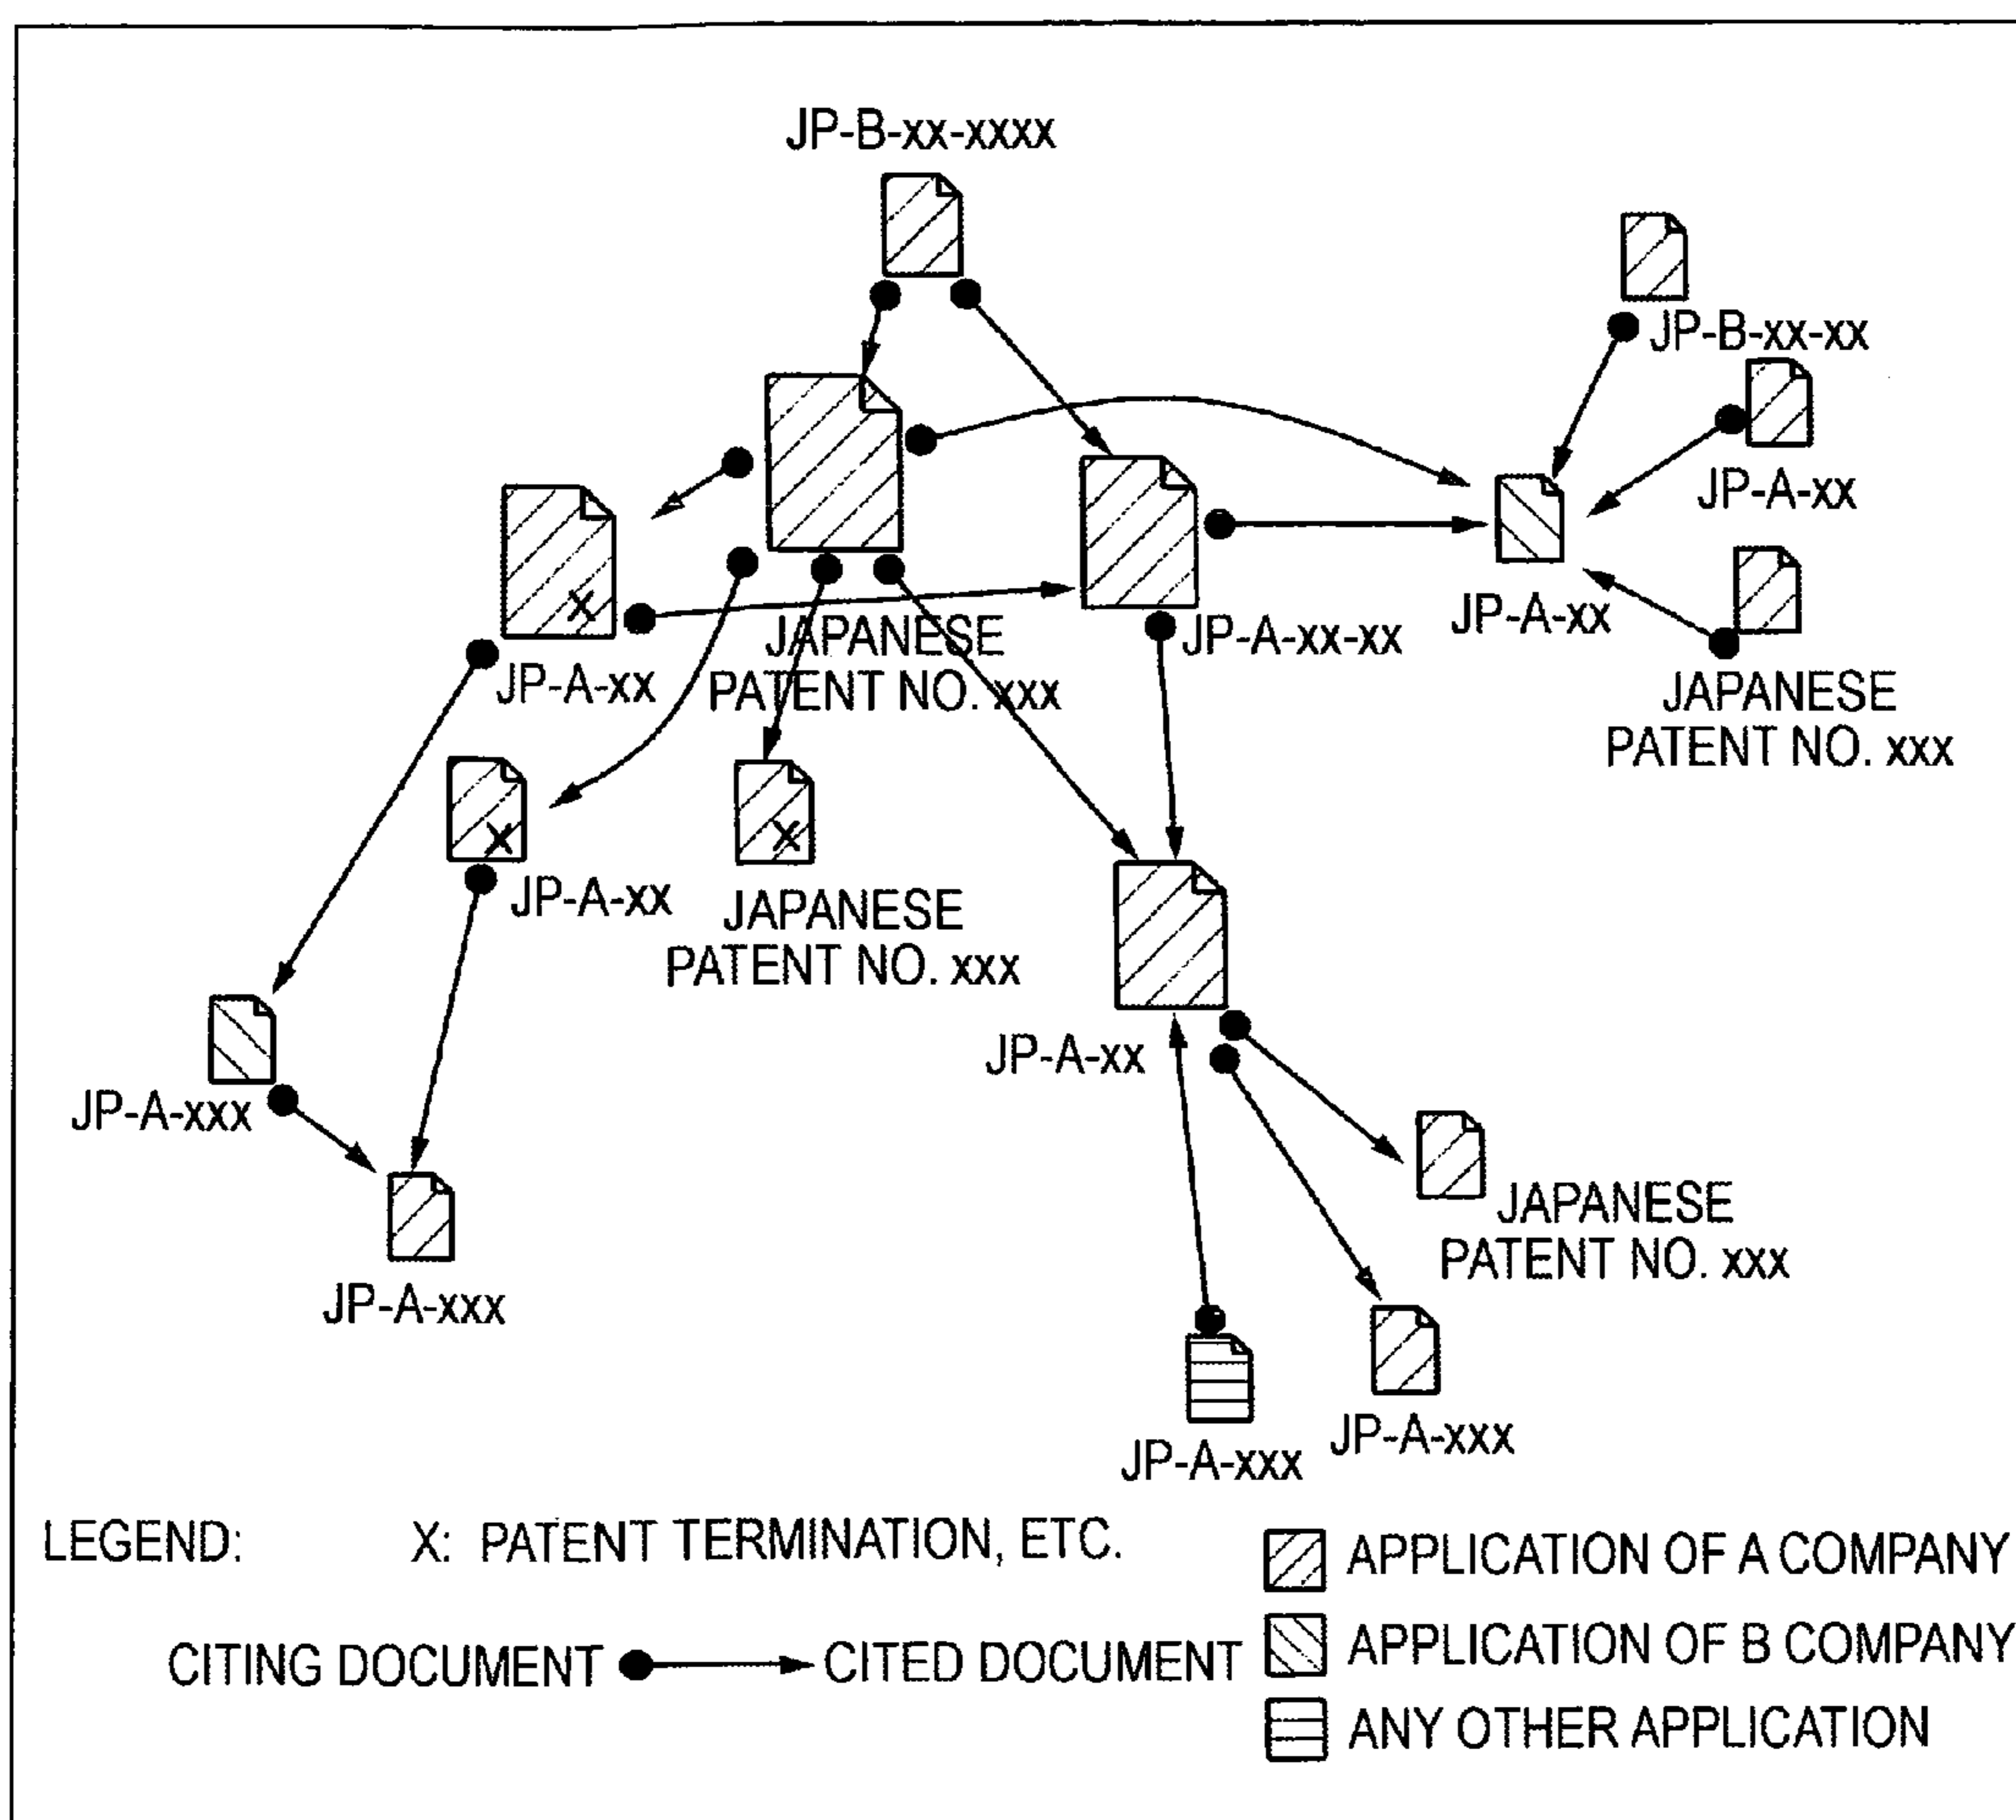 JP-B-xx-xxxx
JP-B-xx-xx
JP-A-xx
JP-A-xx
JP-A-xx-xx
JAPANESE
PATENT NO. xxx
JP-A-xx
JAPANESE
PATENT NO. xxx
X
X
X
JP-A-xx
JAPANESE
PATENT NO. xxx
JP-A-xx
JP-A-xxx
JAPANESE
PATENT NO. xxx
JP-A-xxx
JP-A-xxx
JP-A-xxx
LEGEND:
X: PATENT TERMINATION, ETC.
CITING DOCUMENT
CITED DOCUMENT
APPLICATION OF A COMPANY
APPLICATION OF B COMPANY
ANY OTHER APPLICATION